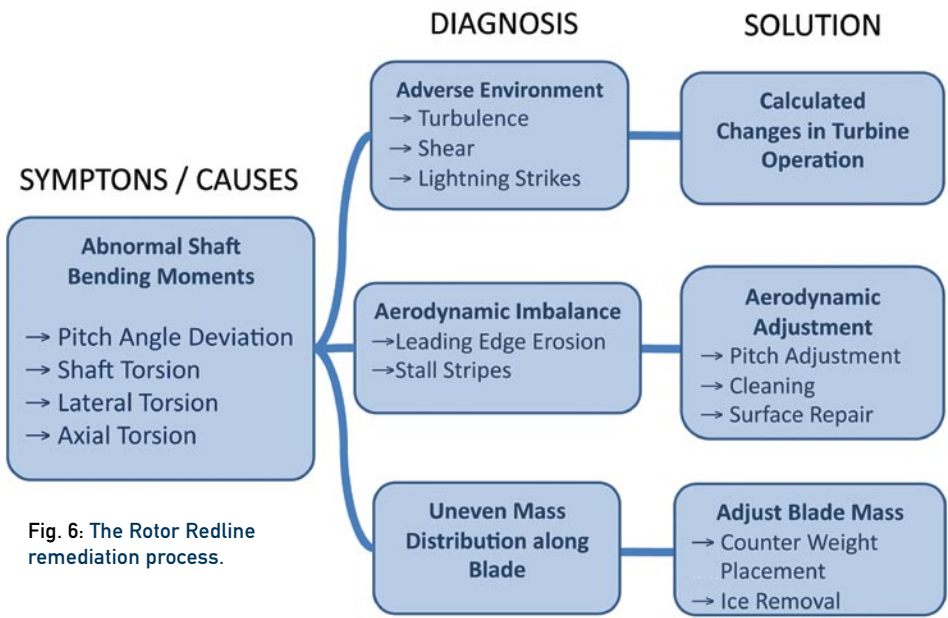 DIAGNOSIS
SOLUTION
SYMPTONS / CAUSES
Abnormal Shaft
Bending Moments
→ Pitch Angle Deviation
→ Shaft Torsion
→ Lateral Torsion
→ Axial Torsion
Adverse Environment
→ Turbulence
→ Shear
→ Lightning Strikes
Calculated
Changes in Turbine
Operation
Aerodynamic Imbalance
→Leading Edge Erosion
→Stall Stripes
Aerodynamic
Adjustment
→ Pitch Adjustment
→ Cleaning
→ Surface Repair
Uneven Mass
Distribution along
Blade
Adjust Blade Mass
→ Counter Weight
Placement
→ Ice Removal
Fig. 6: The Rotor Redline
remediation process.